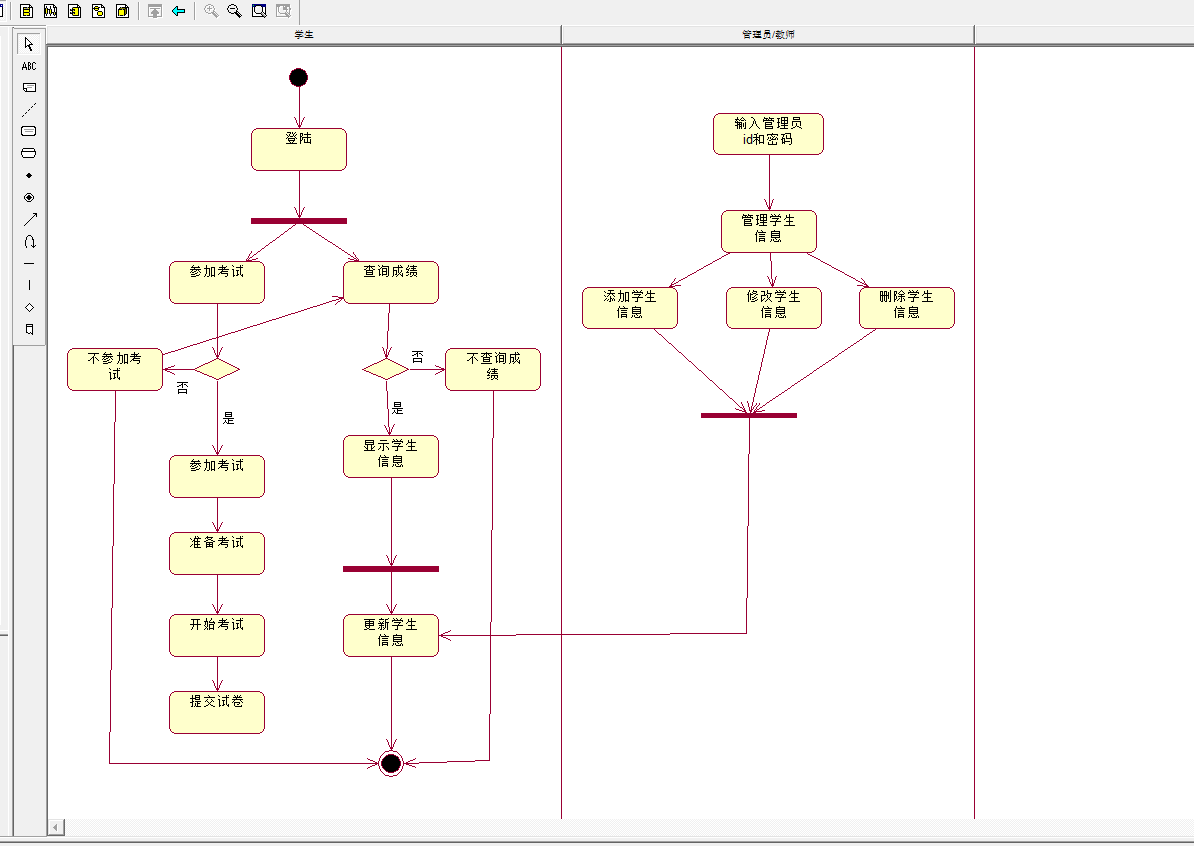 学生
管理员/教师
ABC
登陆
输入管理员
id和密码
参加考试
查询成绩
管理学生
信息
添加学生
信息
修改学生
信息
删除学生
信息
不参加考
试
否
是
否
不查询成
绩
是
参加考试
显示学生
信息
准备考试
开始考试
更新学生
信息
提交试卷